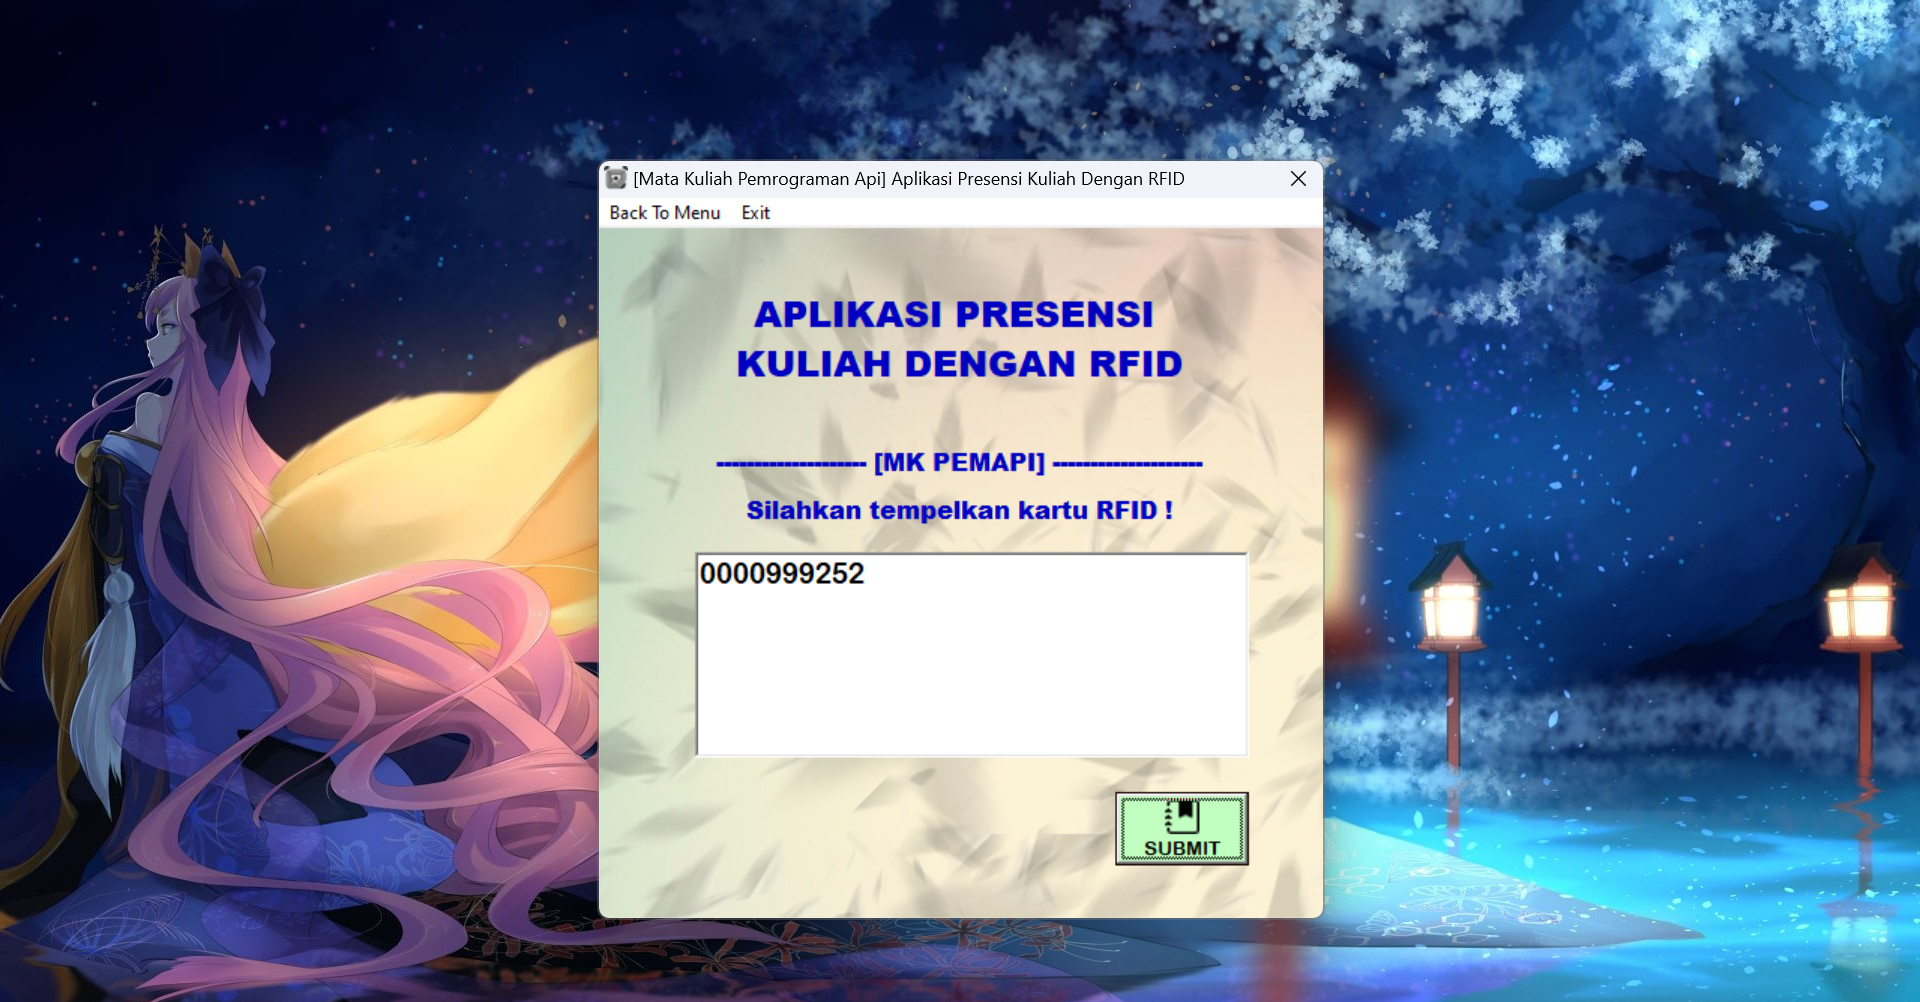 [Mata Kuliah Pemrograman Api] Aplikasi Presensi Kuliah Dengan RFID
Back To Menu Exit
APLIKASI PRESENSI
KULIAH DENGAN RFID
-------------------- [MK PEMAPI] --------------------
Silahkan tempelkan kartu RFID !
0000999252
SUBMIT